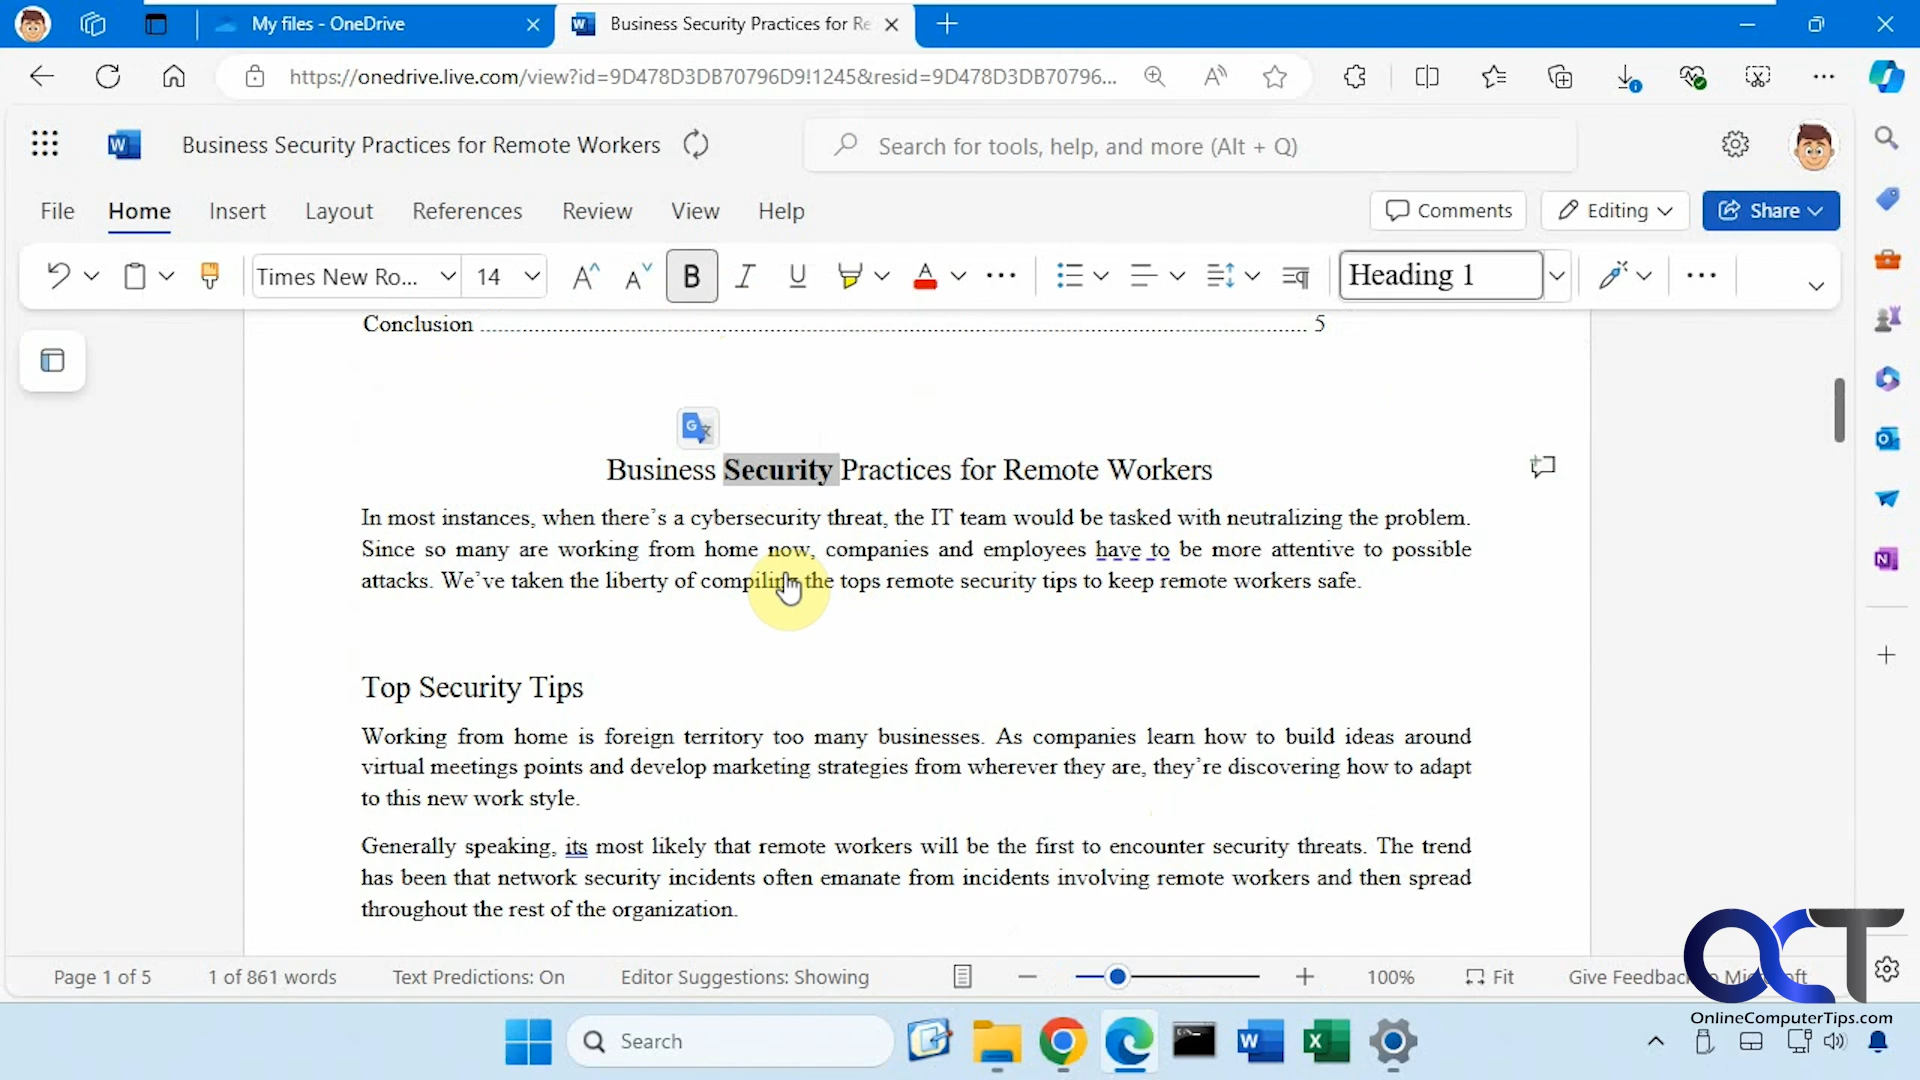 My files - OneDrive
Business Security Practices for Re
https://onedrive.live.com/view?id=9D478D3DB70796D9!1245&resid=9D478D3DB70796...
Business Security Practices for Remote Workers
Search for tools, help, and more (Alt + Q)
File Home Insert Layout References Review View Help
Comments Editing Share
Times New Ro... 14 A A B I U A Heading 1
Conclusion 5
Business Security Practices for Remote Workers
In most instances, when there's a cybersecurity threat, the IT team would be tasked with neutralizing the problem.
Since so many are working from home now, companies and employees have to be more attentive to possible
attacks. We've taken the liberty of compiling the tops remote security tips to keep remote workers safe.
Top Security Tips
Working from home is foreign territory too many businesses. As companies learn how to build ideas around
virtual meetings points and develop marketing strategies from wherever they are, they're discovering how to adapt
to this new work style.
Generally speaking, its most likely that remote workers will be the first to encounter security threats. The trend
has been that network security incidents often emanate from incidents involving remote workers and then spread
throughout the rest of the organization.
Page 1 of 5 1 of 861 words Text Predictions: On Editor Suggestions: Showing 100% Fit Give Feedback
OCT
OnlineComputerTips.com
Search